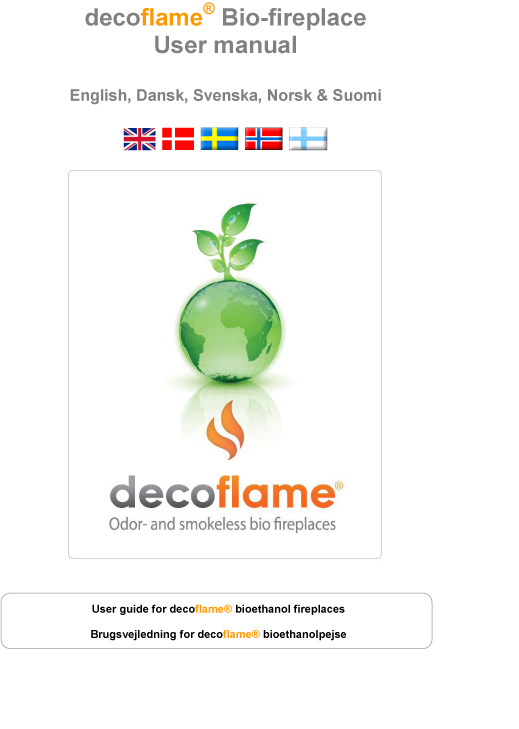 decoflame® Bio-fireplace
User manual
English, Dansk, Svenska, Norsk & Suomi
decoflame®
Odor- and smokeless bio fireplaces
User guide for decoflame® bioethanol fireplaces
Brugsvejledning for decoflame® bioethanolpejse